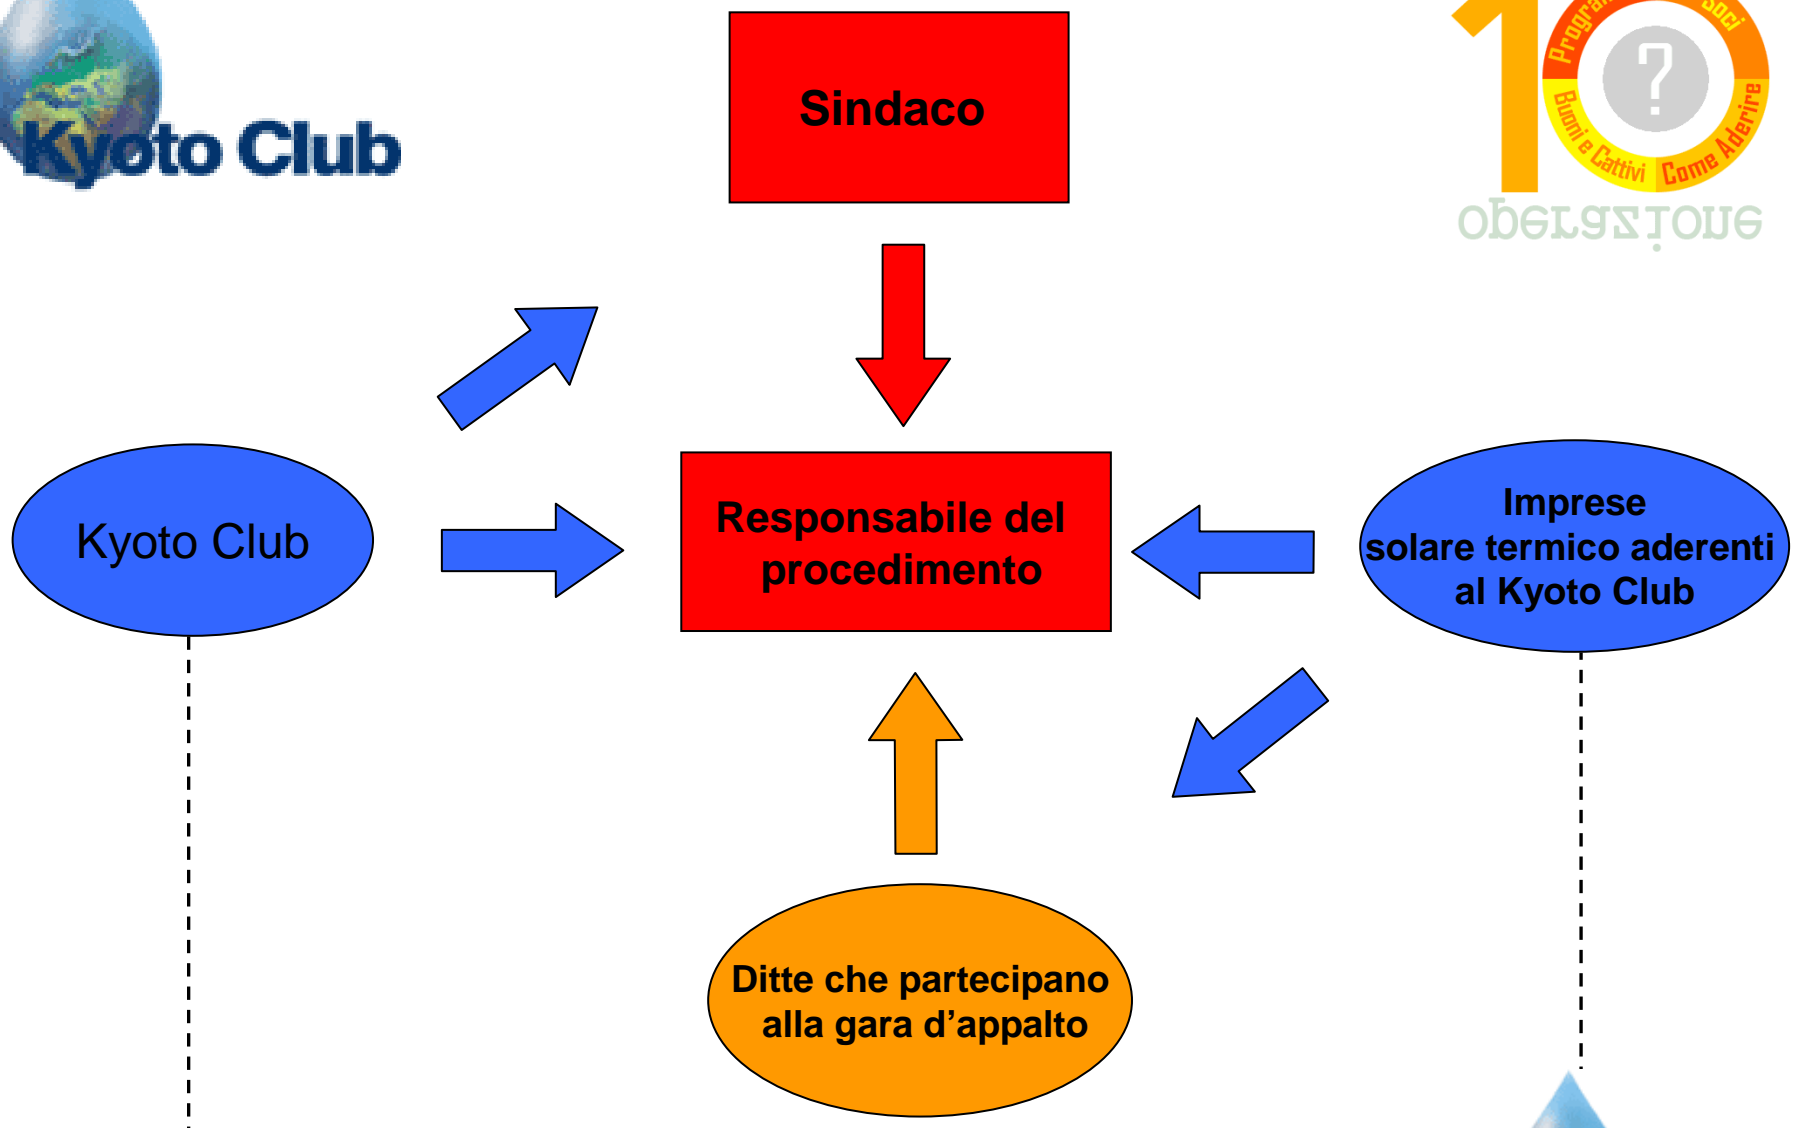 Kyoto Club
Sindaco
10
Soci
Buoni e Cattivi
Come Aderire
operazione
Kyoto Club
Responsabile del
procedimento
Imprese
solare termico aderenti
al Kyoto Club
Ditte che partecipano
alla gara d’appalto